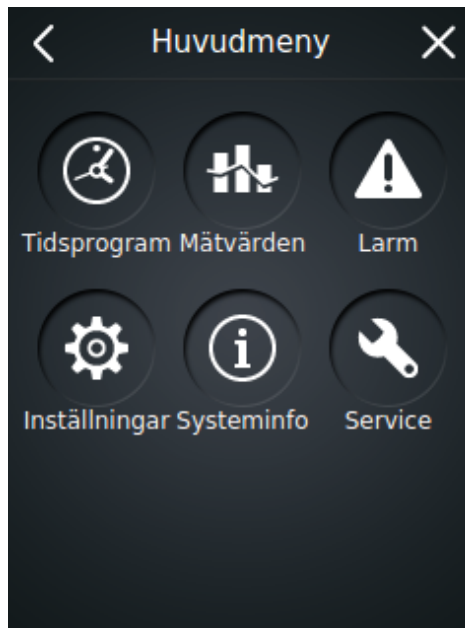 Huvudmeny
Tidsprogram Mätvärden Larm
Inställningar Systeminfo Service